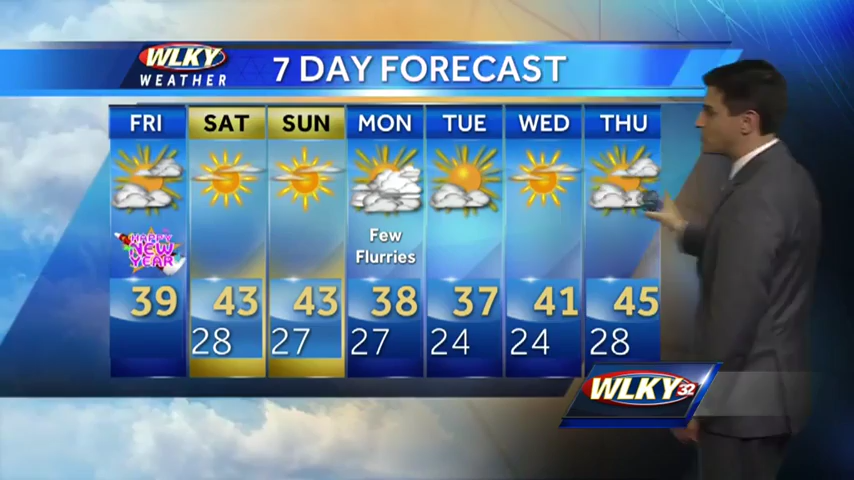 WLKY
WEATHER
7 DAY FORECAST
FRI SAT SUN MON TUE WED THU
HAPPY
NEW
YEAR
Few
Flurries
39 43 43 38 37 41 45
28 27 27 24 24 28
WLKY 32